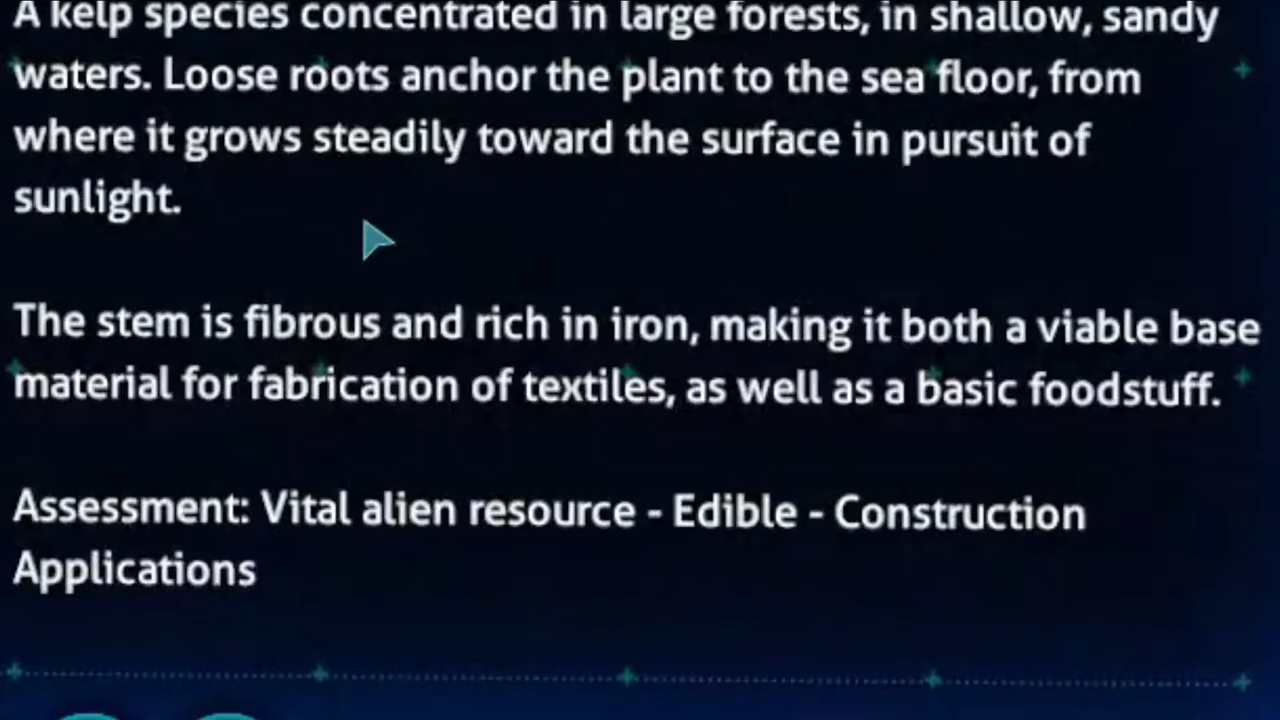 A kelp species concentrated in large forests, in shallow, sandy
waters. Loose roots anchor the plant to the sea floor, from
where it grows steadily toward the surface in pursuit of
sunlight.
The stem is fibrous and rich in iron, making it both a viable base
material for fabrication of textiles, as well as a basic foodstuff.
Assessment: Vital alien resource - Edible - Construction
Applications